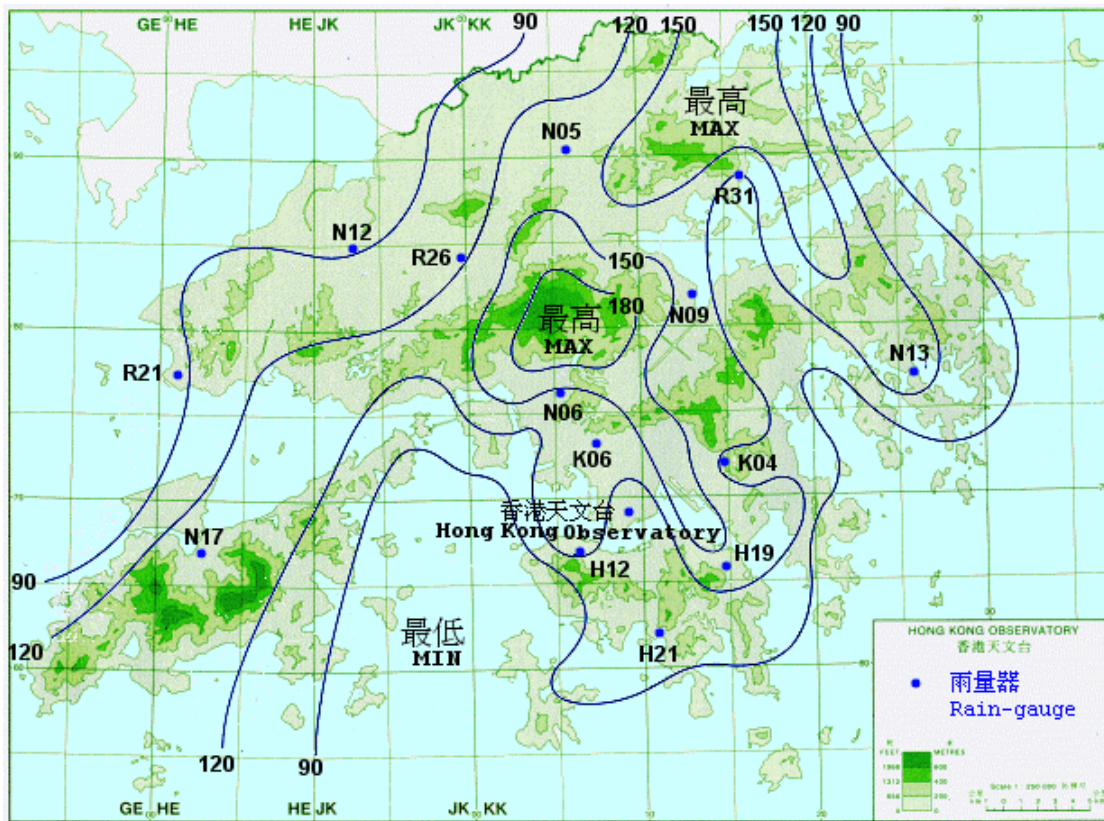 GE HE
HE JK
JK KK
90
120
150
150
120
90
最高
MAX
N05
R31
N12
R26
150
180
N09
最高
MAX
R21
N13
N06
K06
K04
香港天文台
Hong Kong Observatory
N17
H12
H19
90
最低
MIN
H21
120
120
90
HONG KONG OBSERVATORY
香港天文台
雨量器
Rain-gauge
FEET
METRES
GE HE
HE JK
JK KK